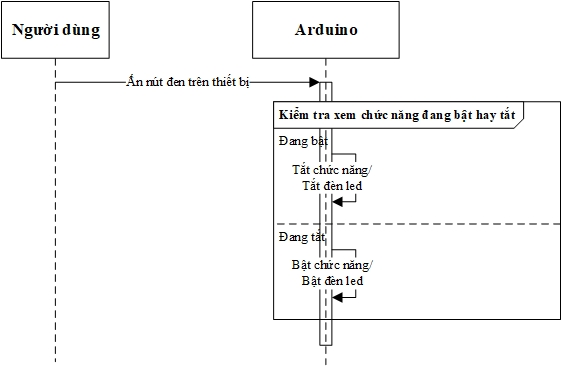 Người dùng
Arduino
Ấn nút đen trên thiết bị
Kiểm tra xem chức năng đang bật hay tắt
Đang bật
Tắt chức năng/
Tắt đèn led
Đang tắt
Bật chức năng/
Bật đèn led